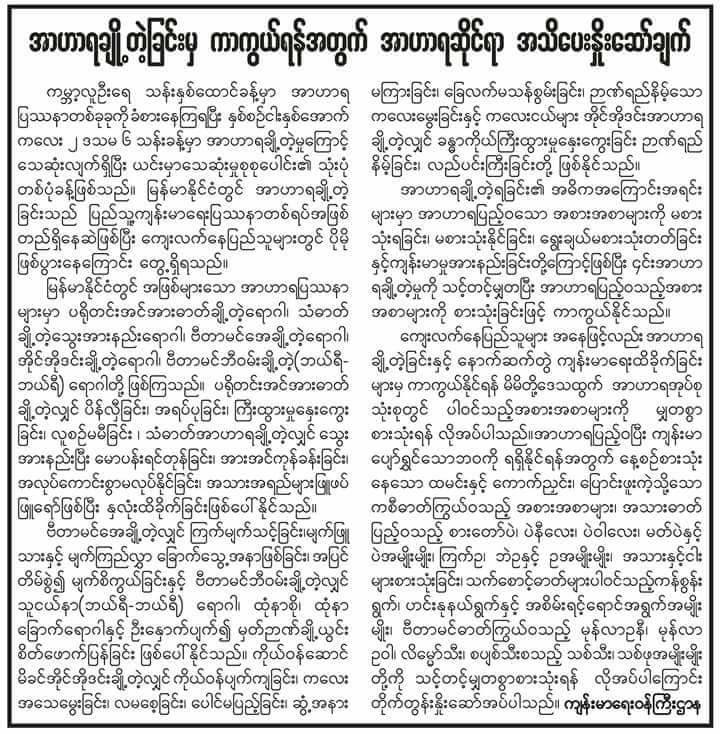 အာဟာရချို့တဲ့ခြင်းမှ ကာကွယ်ရန်အတွက် အာဟာရဆိုင်ရာ အသိပေးနှိုးဆော်ချက်
ကမ္ဘာ့လူဦးရေ သန်းနှစ်ထောင်ခန့်မှာ အာဟာရ
ပြဿနာတစ်ခုခုကိုခံစားနေကြရပြီး နှစ်စဉ်ငါးနှစ်အောက်
ကလေး ၂ ဒသမ ၆ သန်းခန့်မှာ အာဟာရချို့တဲ့မှုကြောင့်
သေဆုံးလျက်ရှိပြီး ယင်းမှာသေဆုံးမှုစုစုပေါင်း၏ သုံးပုံ
တစ်ပုံခန့်ဖြစ်သည်။ မြန်မာနိုင်ငံတွင် အာဟာရချို့တဲ့
ခြင်းသည် ပြည်သူ့ကျန်းမာရေးပြဿနာတစ်ရပ်အဖြစ်
တည်ရှိနေဆဲဖြစ်ပြီး ကျေးလက်နေပြည်သူများတွင် ပိုမို
ဖြစ်ပွားနေကြောင်း တွေ့ရှိရသည်။
မြန်မာနိုင်ငံတွင် အဖြစ်များသော အာဟာရပြဿနာ
များမှာ ပရိုတင်းအင်အားဓာတ်ချို့တဲ့ရောဂါ၊ သံဓာတ်
ချို့တဲ့သွေးအားနည်းရောဂါ၊ ဗီတာမင်အေချို့တဲ့ရောဂါ၊
အိုင်အိုဒင်းချို့တဲ့ရောဂါ၊ ဗီတာမင်ဘီဝမ်းချို့တဲ့(ဘယ်ရီ-
ဘယ်ရီ) ရောဂါတို့ဖြစ်ကြသည်။ ပရိုတင်းအင်အားဓာတ်
ချို့တဲ့လျှင် ပိန်လှီခြင်း၊ အရပ်ပုခြင်း၊ ကြီးထွားမှုနှေးကွေး
ခြင်း၊ လူစဉ်မမီခြင်း ၊ သံဓာတ်အာဟာရချို့တဲ့လျှင် သွေး
အားနည်းပြီး မောပန်းရင်တုန်ခြင်း၊ အားအင်ကုန်ခန်းခြင်း၊
အလုပ်ကောင်းစွာမလုပ်နိုင်ခြင်း၊ အသားအရည်များဖြူဖပ်
ဖြူရော်ဖြစ်ပြီး နှလုံးထိခိုက်ခြင်းဖြစ်ပေါ်နိုင်သည်။
ဗီတာမင်အေချို့တဲ့လျှင် ကြက်မျက်သင့်ခြင်း၊မျက်ဖြူ
သားနှင့် မျက်ကြည်လွှာ ခြောက်သွေ့အနာဖြစ်ခြင်း၊ အပြင်
တိမ်စွဲ၍ မျက်စိကွယ်ခြင်းနှင့် ဗီတာမင်ဘီဝမ်းချို့တဲ့လျှင်
သူငယ်နာ(ဘယ်ရီ-ဘယ်ရီ) ရောဂါ၊ ထုံနာစို၊ ထုံနာ
ခြောက်ရောဂါနှင့် ဦးနှောက်ပျက်၍ မှတ်ဉာဏ်ချို့ယွင်း
စိတ်ဖောက်ပြန်ခြင်း ဖြစ်ပေါ်နိုင်သည်။ ကိုယ်ဝန်ဆောင်
မိခင်အိုင်အိုဒင်းချို့တဲ့လျှင် ကိုယ်ဝန်ပျက်ကျခြင်း၊ ကလေး
အသေမွေးခြင်း၊ လမစေ့ခြင်း၊ ပေါင်မပြည့်ခြင်း၊ ဆွံ့အနား
မကြားခြင်း၊ ခြေလက်မသန်စွမ်းခြင်း၊ ဉာဏ်ရည်နိမ့်သော
ကလေးမွေးခြင်းနှင့် ကလေးငယ်များ အိုင်အိုဒင်းအာဟာရ
ချို့တဲ့လျှင် ခန္ဓာကိုယ်ကြီးထွားမှုနှေးကွေးခြင်း ဉာဏ်ရည်
နိမ့်ခြင်း၊ လည်ပင်းကြီးခြင်းတို့ ဖြစ်နိုင်သည်။
အာဟာရချို့တဲ့ရခြင်း၏ အဓိကအကြောင်းအရင်း
များမှာ အာဟာရပြည့်ဝသော အစားအစာများကို မစား
သုံးရခြင်း၊ မစားသုံးနိုင်ခြင်း၊ ရွေးချယ်မစားသုံးတတ်ခြင်း
နှင့်ကျန်းမာမှုအားနည်းခြင်းတို့ကြောင့်ဖြစ်ပြီး ၎င်းအာဟာ
ရချို့တဲ့မှုကို သင့်တင့်မျှတပြီး အာဟာရပြည့်ဝသည့်အစား
အစာများကို စားသုံးခြင်းဖြင့် ကာကွယ်နိုင်သည်။
ကျေးလက်နေပြည်သူများ အနေဖြင့်လည်း အာဟာရ
ချို့တဲ့ခြင်းနှင့် နောက်ဆက်တွဲ ကျန်းမာရေးထိခိုက်ခြင်း
များမှ ကာကွယ်နိုင်ရန် မိမိတို့ဒေသထွက် အာဟာရအုပ်စု
သုံးစုတွင် ပါဝင်သည့်အစားအစာများကို မျှတစွာ
စားသုံးရန် လိုအပ်ပါသည်။အာဟာရပြည့်ဝပြီး ကျန်းမာ
ပျော်ရွှင်သောဘဝကို ရရှိနိုင်ရန်အတွက် နေ့စဉ်စားသုံး
နေသော ထမင်းနှင့် ကောက်ညှင်း၊ ပြောင်းဖူးကဲ့သို့သော
ကစီဓာတ်ကြွယ်ဝသည့် အစားအစာများ၊ အသားဓာတ်
ပြည့်ဝသည့် စားတော်ပဲ၊ ပဲနီလေး၊ ပဲဝါလေး၊ မတ်ပဲနှင့်
ပဲအမျိုးမျိုး၊ ကြက်ဥ၊ ဘဲဥနှင့် ဥအမျိုးမျိုး၊ အသားနှင့်ငါး
များစားသုံးခြင်း၊ သက်စောင့်ဓာတ်များပါဝင်သည့်ကန်စွန်း
ရွက်၊ ဟင်းနုနယ်ရွက်နှင့် အစိမ်းရင့်ရောင်အရွက်အမျိုး
မျိုး၊ ဗီတာမင်ဓာတ်ကြွယ်ဝသည့် မုန်လာဥနီ၊ မုန်လာ
ဥဝါ၊ လိမ္မော်သီး၊ စပျစ်သီးစသည့် သစ်သီး၊ သစ်ဖုအမျိုးမျိုး
တို့ကို သင့်တင့်မျှတစွာစားသုံးရန် လိုအပ်ပါကြောင်း
တိုက်တွန်းနှိုးဆော်အပ်ပါသည်။ ကျန်းမာရေးဝန်ကြီးဌာန